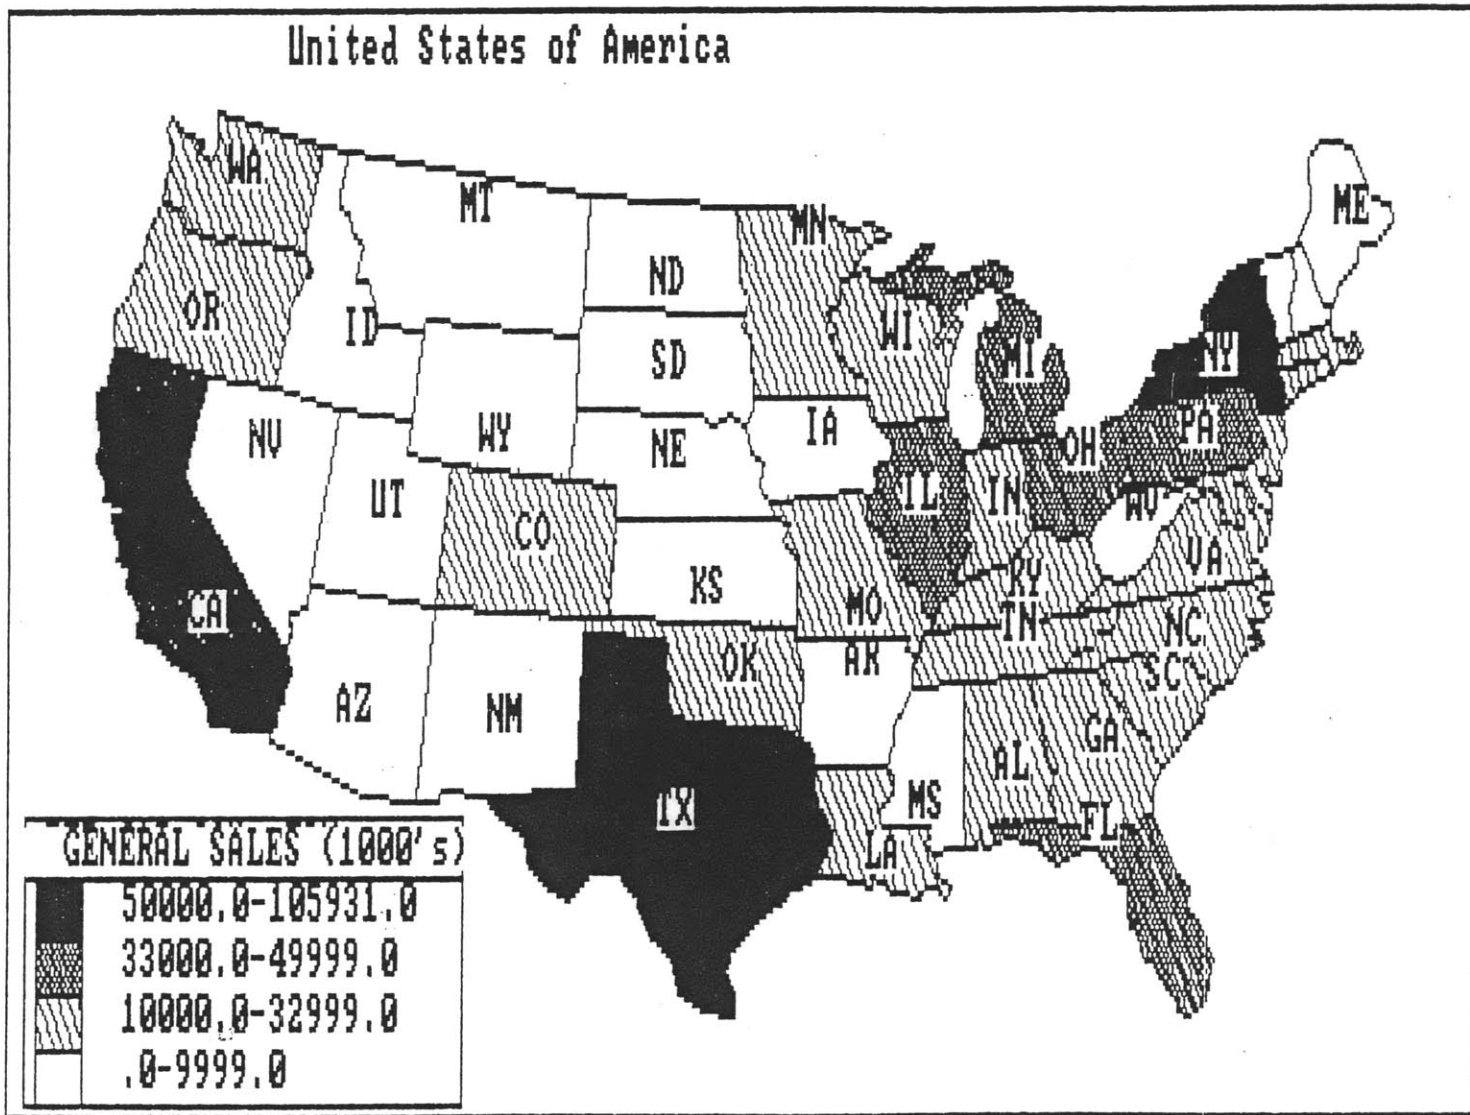 United States of America
WA
MT
ME
MN
ND
OR
ID
WI
NY
SD
MI
NV
WY
NE
IA
OH
PA
UT
IL
IN
WV
CO
VA
KS
KY
MO
TN
NC
CA
OK
AR
SC
AZ
NM
GA
TX
MS
AL
FL
LA
GENERAL SALES (1000's)
50000.0-105931.0
33000.0-49999.0
10000.0-32999.0
.0-9999.0